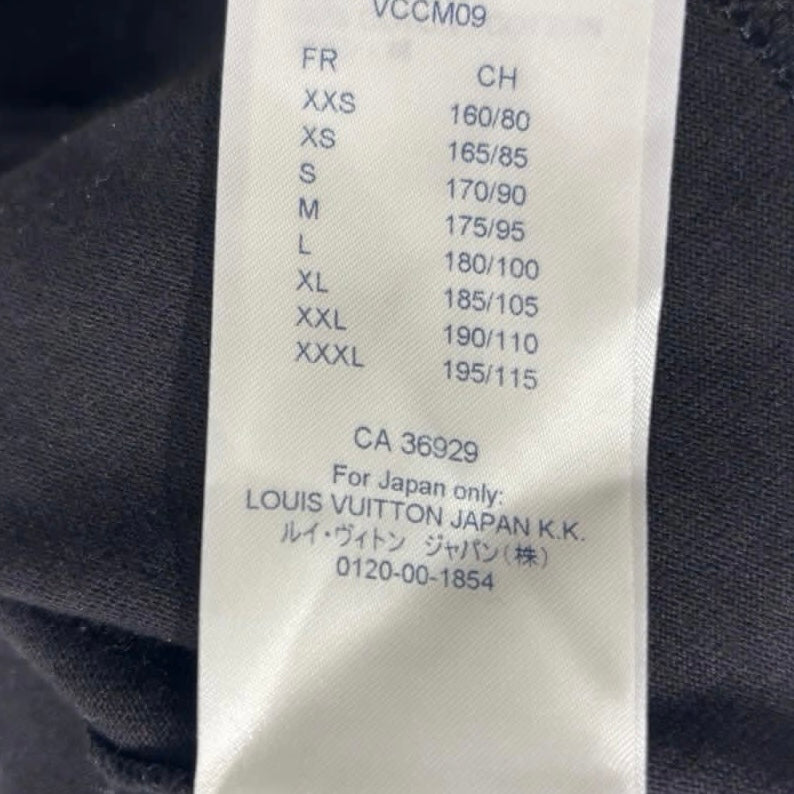 VCCM09
FR CH
XXS 160/80
XS 165/85
S 170/90
M 175/95
L 180/100
XL 185/105
XXL 190/110
XXXL 195/115
CA 36929
For Japan only:
LOUIS VUITTON JAPAN K.K.
ルイ・ヴィトン ジャパン(株)
0120-00-1854